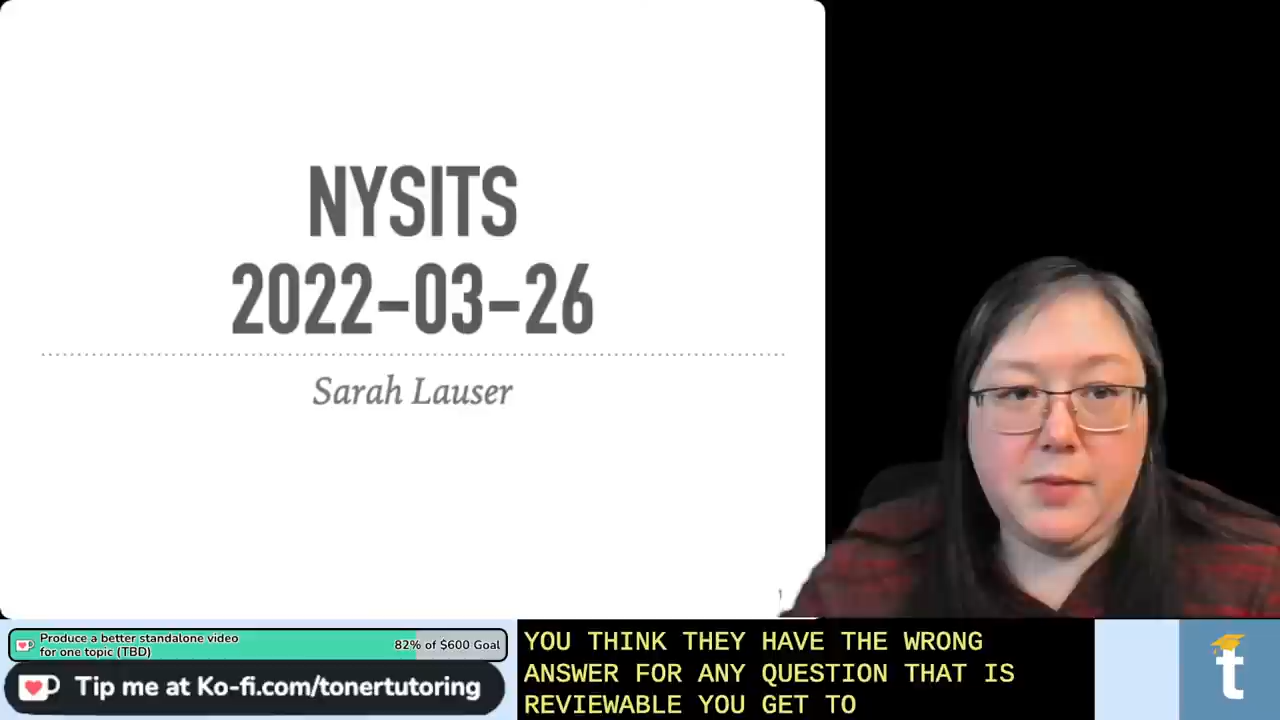 NYSITS
2022-03-26
Sarah Lauser
Produce a better standalone video
for one topic (TBD)
82% of $600 Goal
Tip me at Ko-fi.com/tonertutoring
YOU THINK THEY HAVE THE WRONG
ANSWER FOR ANY QUESTION THAT IS
REVIEWABLE YOU GET TO
t